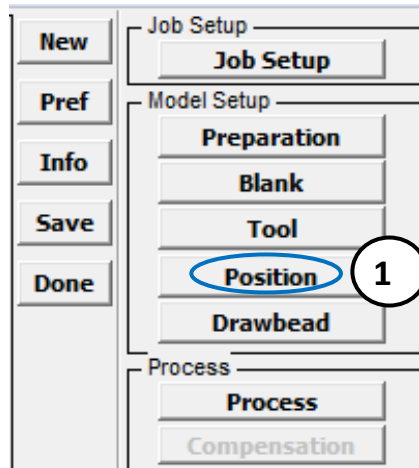 New
Pref
Info
Save
Done
Job Setup
Job Setup
Model Setup
Preparation
Blank
Tool
Position
1
Drawbead
Process
Process
Compensation